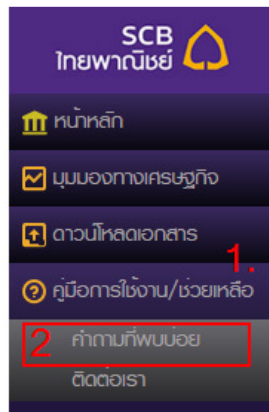 SCB
ไทยพาณิชย์
หน้าหลัก
มุมมองทางเศรษฐกิจ
ดาวน์โหลดเอกสาร
1.
คู่มือการใช้งาน/ช่วยเหลือ
2 คำถามที่พบบ่อย
ติดต่อเรา